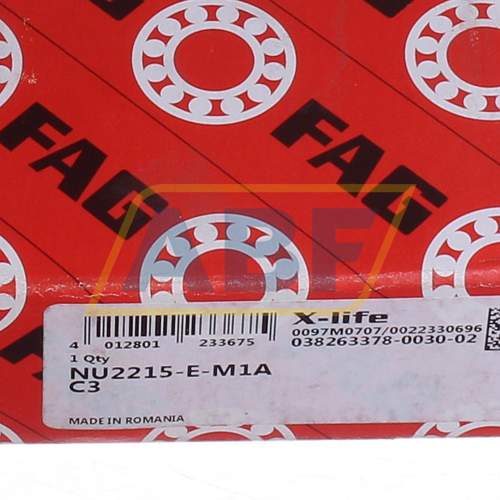 FAG
FAG
FAG
ABF
X-life
0097M0707/0022330696
038263378-0030-02
4 012801 233675
1 Qty
NU2215-E-M1A
C3
MADE IN ROMANIA